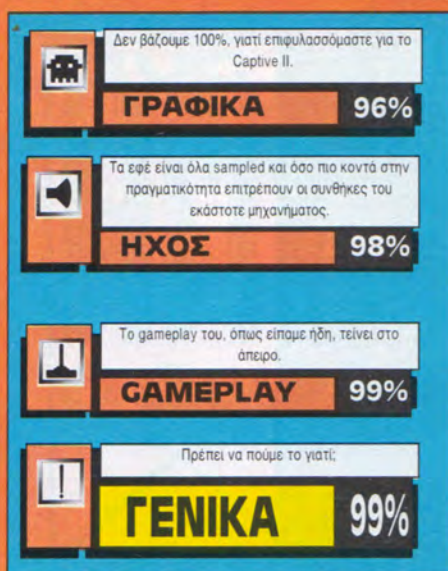 Δεν βάζουμε 100%, γιατί επιφυλασσόμαστε για το
Captive II.
ΓΡΑΦΙΚΑ 96%
Τα εφέ είναι όλα sampled και όσο πιο κοντά στην
πραγματικότητα επιτρέπουν οι συνθήκες του
εκάστοτε μηχανήματος.
ΗΧΟΣ 98%
Το gameplay του, όπως είπαμε ήδη, τείνει στο
άπειρο.
GAMEPLAY 99%
Πρέπει να πούμε το γιατί;
ΓΕΝΙΚΑ 99%